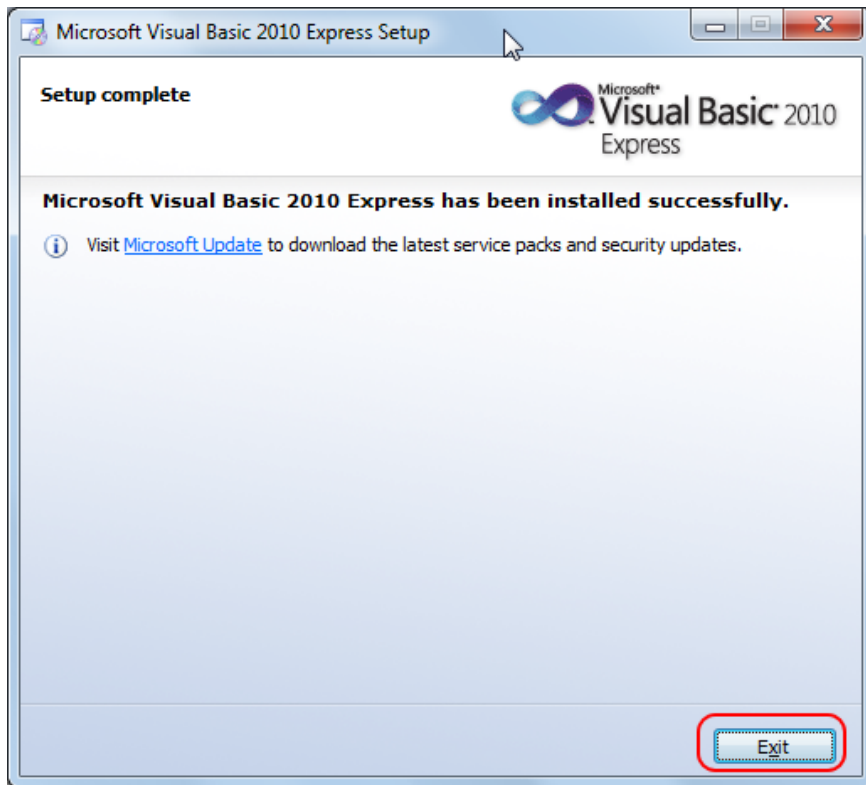 Microsoft Visual Basic 2010 Express Setup
Setup complete
Microsoft®
Visual Basic® 2010
Express
Microsoft Visual Basic 2010 Express has been installed successfully.
Visit Microsoft Update to download the latest service packs and security updates.
Exit